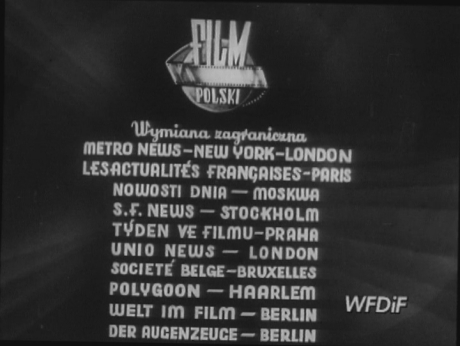 FILM
POLSKI
Wymiana zagraniczna
METRO NEWS–NEW YORK–LONDON
LES ACTUALITÉS FRANÇAISES–PARIS
NOWOSTI DNIA — MOSKWA
S.F. NEWS — STOCKHOLM
TÝDEN VE FILMU–PRAHA
UNIO NEWS — LONDON
SOCIETÉ BELGE–BRUXELLES
POLYGOON — HAARLEM
WELT IM FILM — BERLIN
DER AUGENZEUGE — BERLIN
WFDiF